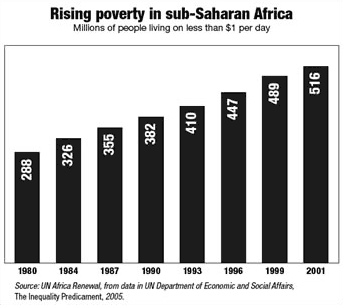 Rising poverty in sub-Saharan Africa
Millions of people living on less than $1 per day
288
326
355
382
410
447
489
516
1980 1984 1987 1990 1993 1996 1999 2001
Source: UN Africa Renewal, from data in UN Department of Economic and Social Affairs,
The Inequality Predicament, 2005.